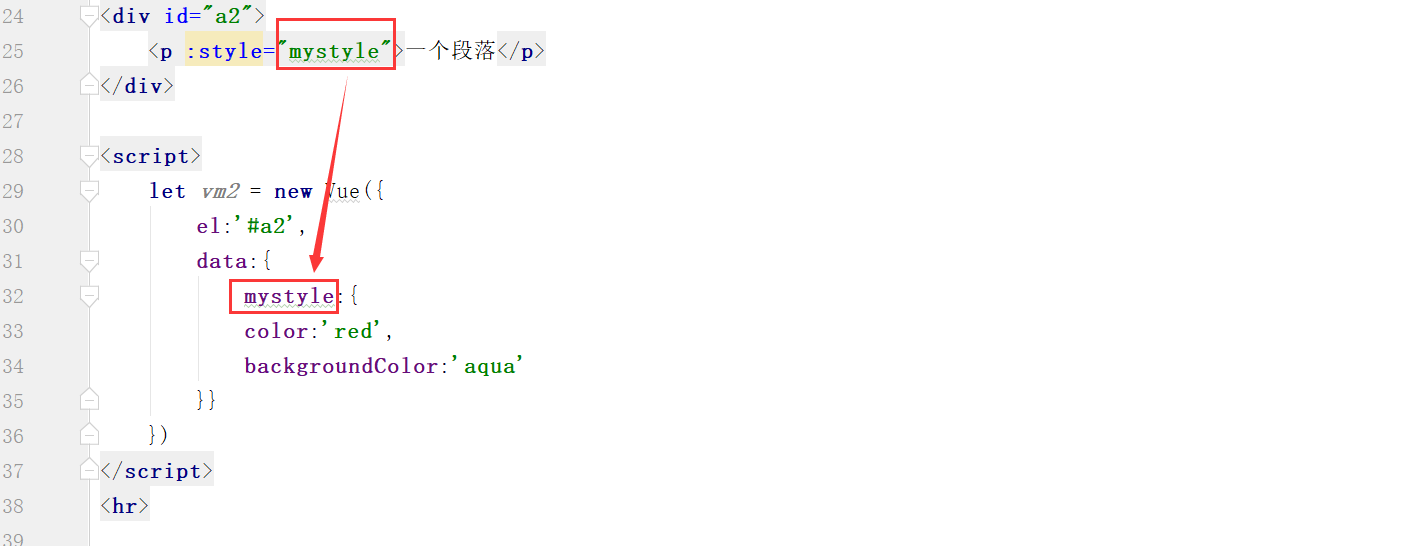 24 <div id="a2">
25 <p :style="mystyle">一个段落</p>
26 </div>
27
28 <script>
29 let vm2 = new Vue({
30 el:'#a2',
31 data:{
32 mystyle:{
33 color:'red',
34 backgroundColor:'aqua'
35 }}
36 })
37 </script>
38 <hr>
39